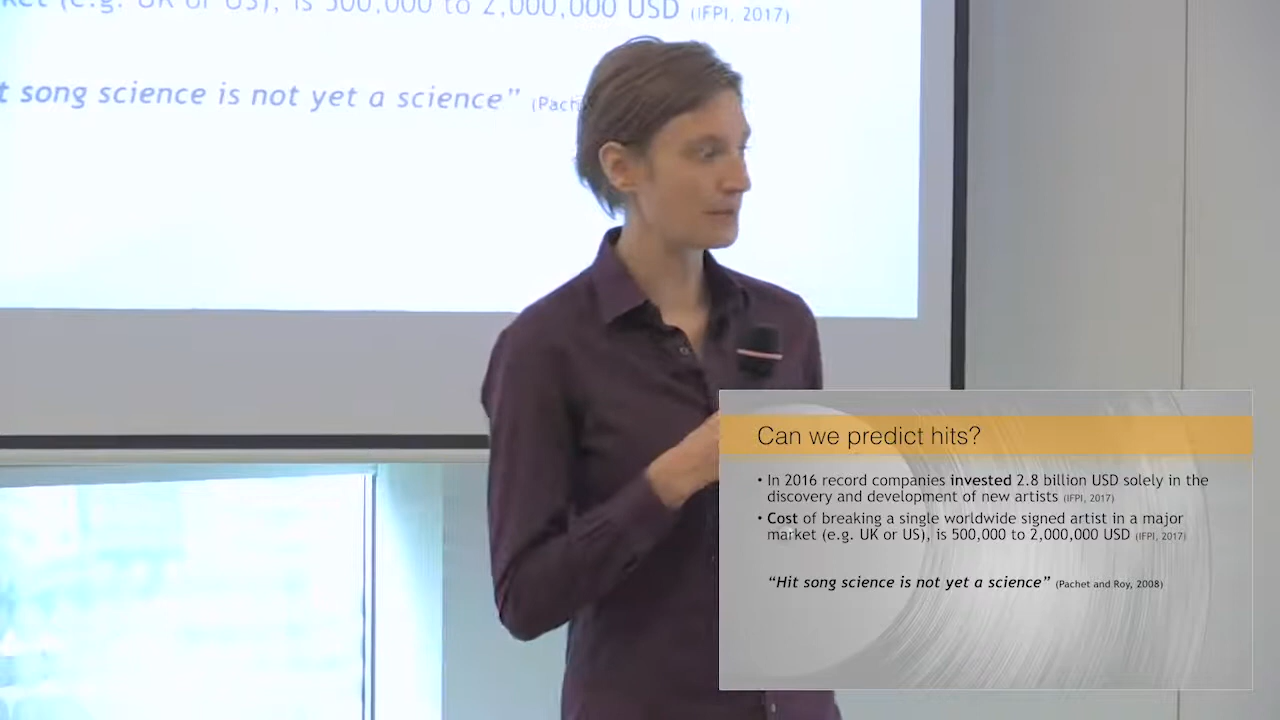 ket (e.g. UK or US), is 500,000 to 2,000,000 USD (IFPI, 2017)
t song science is not yet a science” (Pach
Can we predict hits?
• In 2016 record companies invested 2.8 billion USD solely in the
discovery and development of new artists (IFPI, 2017)
• Cost of breaking a single worldwide signed artist in a major
market (e.g. UK or US), is 500,000 to 2,000,000 USD (IFPI, 2017)
“Hit song science is not yet a science” (Pachet and Roy, 2008)